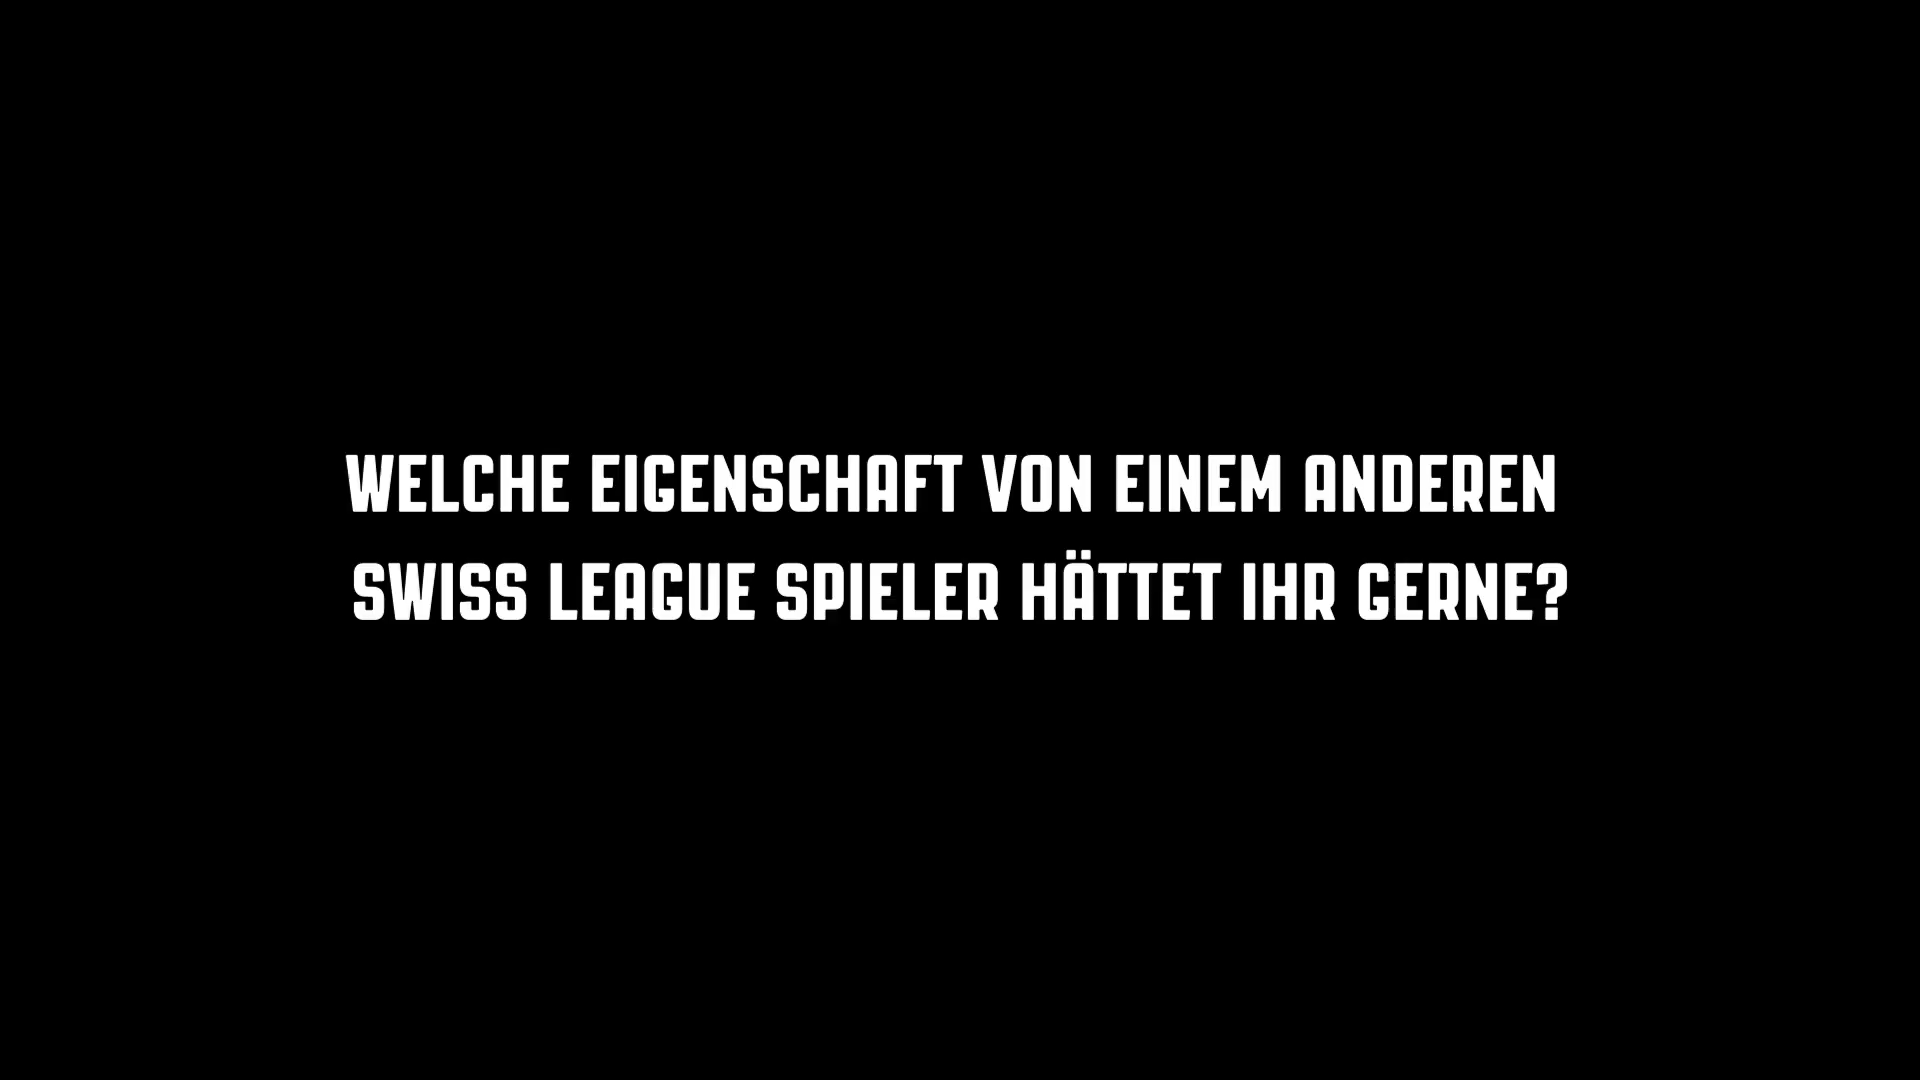 WELCHE EIGENSCHAFT VON EINEM ANDEREN
SWISS LEAGUE SPIELER HÄTTET IHR GERNE?